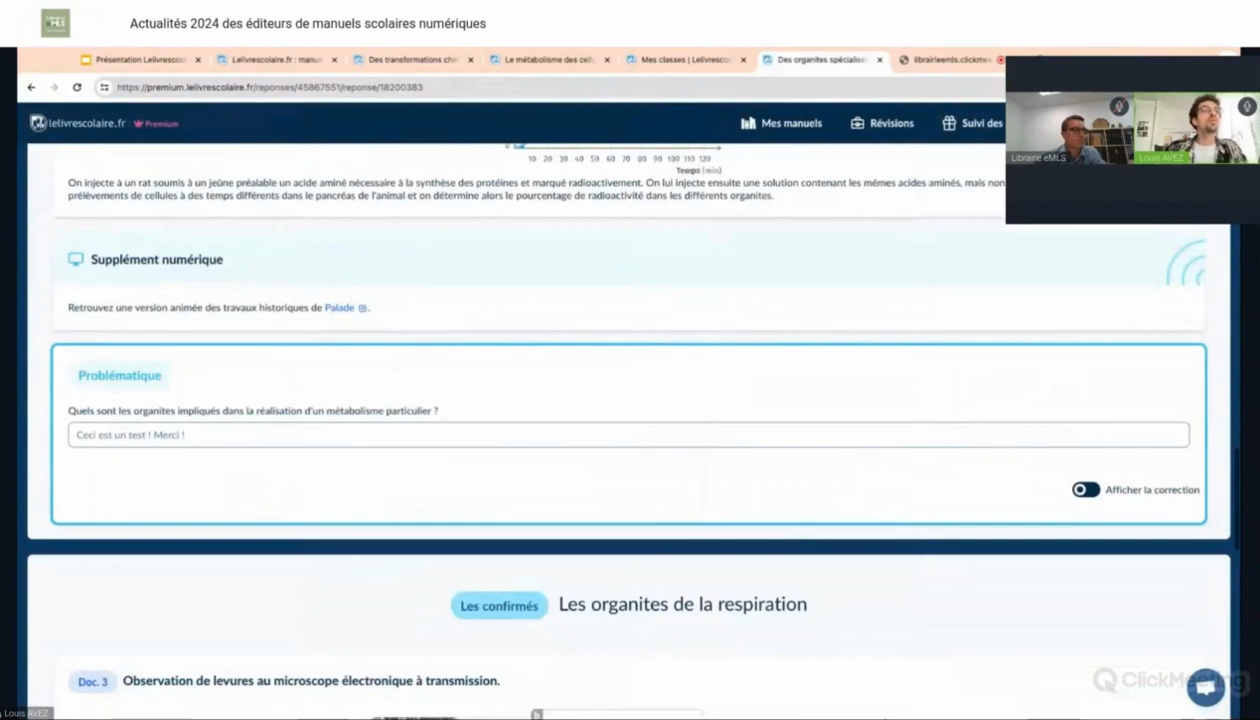 Actualités 2024 des éditeurs de manuels scolaires numériques
Présentation Lelivrescol
Lelivrescolaire.fr : manue
Des transformations chi
Le métabolisme des cell
Mes classes | Lelivresco
Des organites spécialisé
librairieemls.clickme
https://premium.lelivrescolaire.fr/reponses/45867551/reponse/18200383
lelivrescolaire.fr Premium
Mes manuels
Révisions
Suivi des
Librairie eMLS
Louis AVEZ
10 20 30 40 50 60 70 80 90 100 110 120
Temps (min)
On injecte à un rat soumis à un jeûne préalable un acide aminé nécessaire à la synthèse des protéines et marqué radioactivement. On lui injecte ensuite une solution contenant les mêmes acides aminés, mais non
prélèvements de cellules à des temps différents dans le pancréas de l'animal et on détermine alors le pourcentage de radioactivité dans les différents organites.
Supplément numérique
Retrouvez une version animée des travaux historiques de Palade .
Problématique
Quels sont les organites impliqués dans la réalisation d'un métabolisme particulier ?
Ceci est un test ! Merci !
Afficher la correction
Les confirmés Les organites de la respiration
Doc. 3 Observation de levures au microscope électronique à transmission.
ClickMeeting
Louis AVEZ